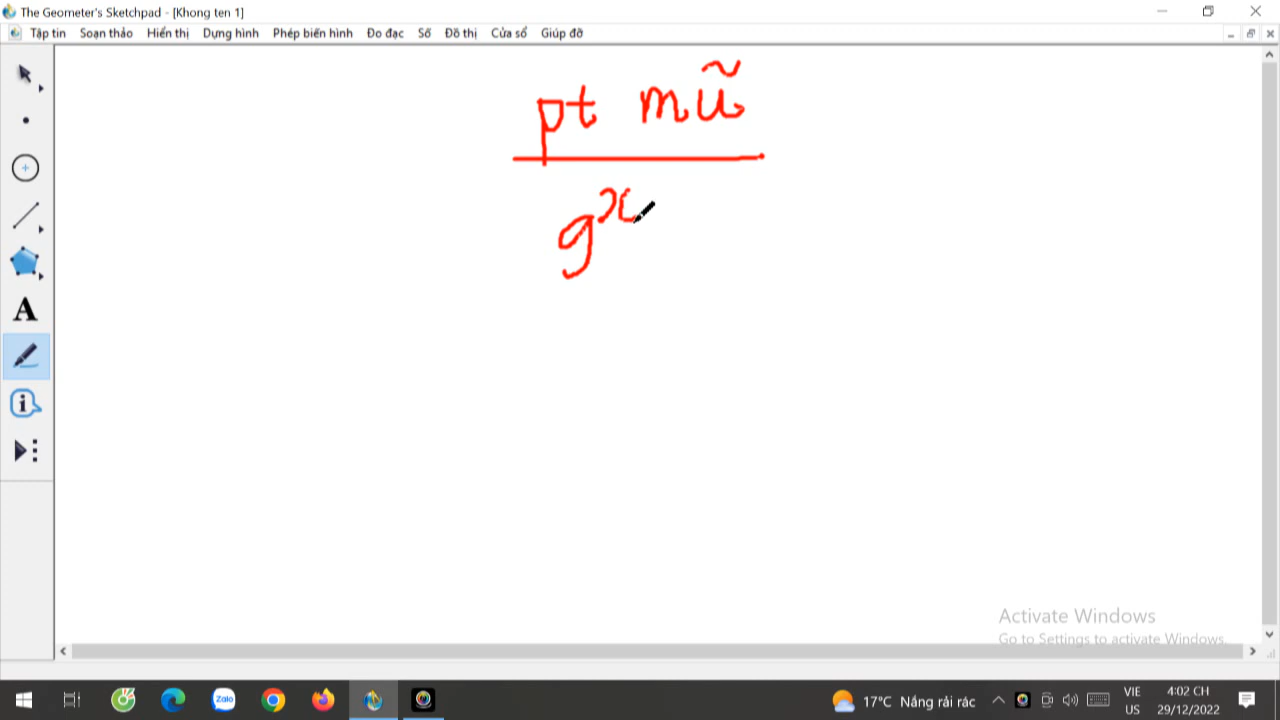 The Geometer's Sketchpad - [Khong ten 1]
Tập tin Soạn thảo Hiển thị Dựng hình Phép biến hình Đo đạc Số Đồ thị Cửa sổ Giúp đỡ
pt mũ
9^x
A
Activate Windows
Go to Settings to activate Windows.
Zalo 17°C Nắng rải rác VIE 4:02 CH
US 29/12/2022